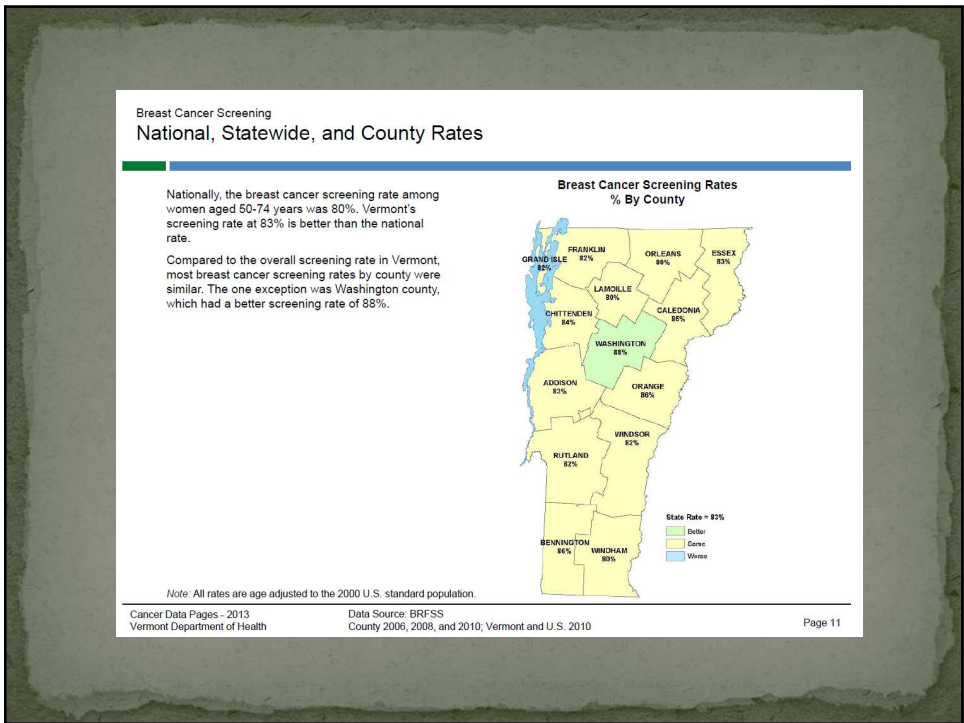 Breast Cancer Screening
National, Statewide, and County Rates
Nationally, the breast cancer screening rate among
women aged 50-74 years was 80%. Vermont's
screening rate at 83% is better than the national
rate.
Compared to the overall screening rate in Vermont,
most breast cancer screening rates by county were
similar. The one exception was Washington county,
which had a better screening rate of 88%.
Breast Cancer Screening Rates
% By County
GRAND ISLE
82%
FRANKLIN
82%
ORLEANS
80%
ESSEX
83%
LAMOILLE
80%
CHITTENDEN
84%
CALEDONIA
85%
WASHINGTON
88%
ADDISON
83%
ORANGE
86%
WINDSOR
82%
RUTLAND
82%
BENNINGTON
86%
WINDHAM
80%
State Rate = 83%
Better
Same
Worse
Note: All rates are age adjusted to the 2000 U.S. standard population.
Cancer Data Pages - 2013
Vermont Department of Health
Data Source: BRFSS
County 2006, 2008, and 2010; Vermont and U.S. 2010
Page 11